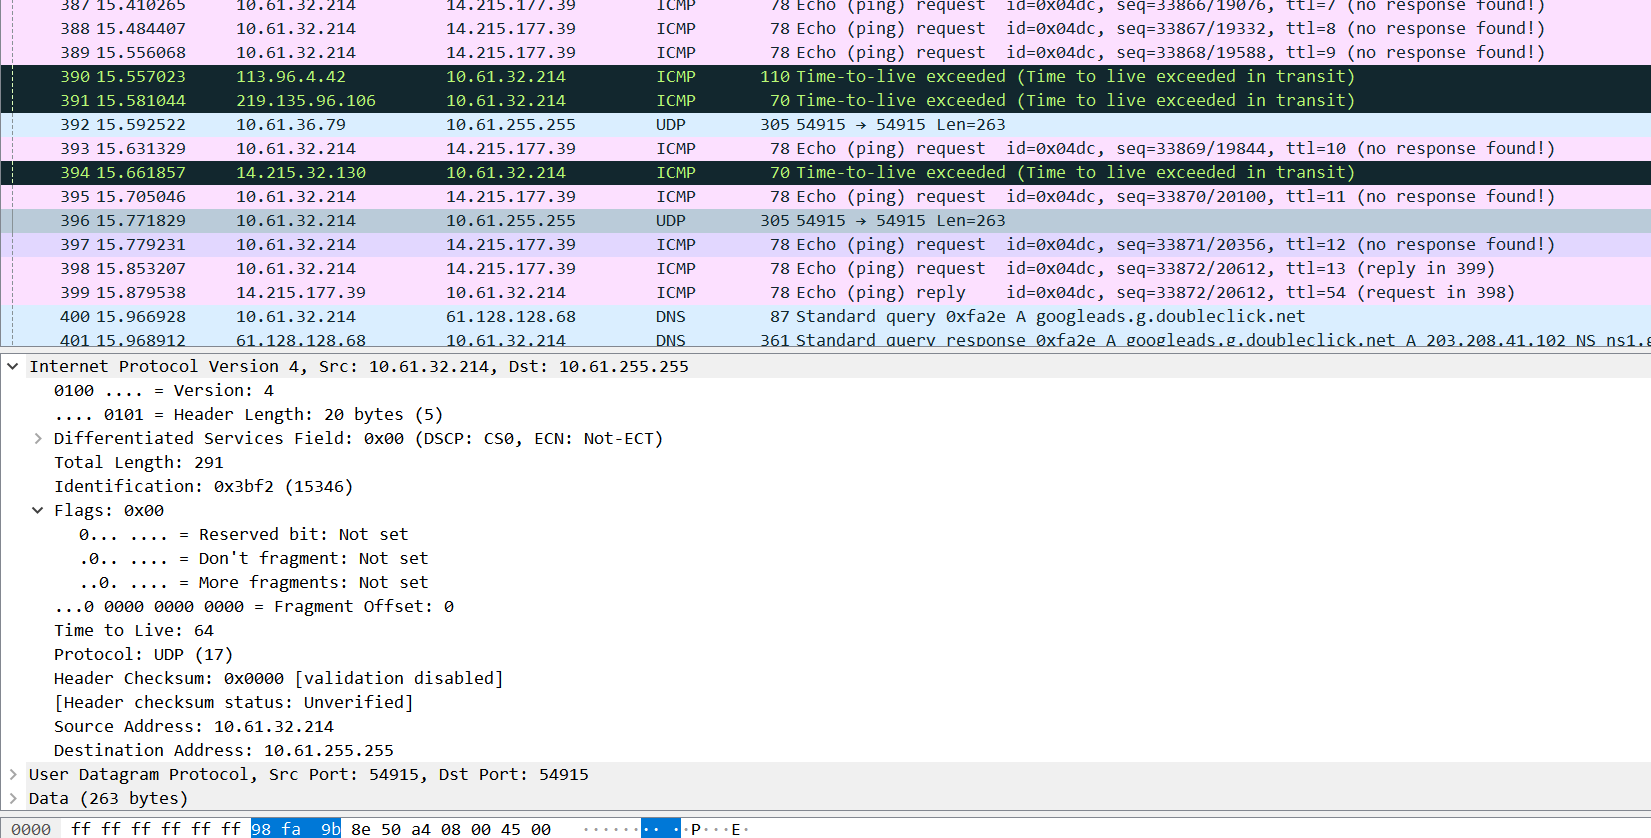 387 15.410265 10.61.32.214 14.215.177.39 ICMP 78 Echo (ping) request id=0x04dc, seq=33866/19076, ttl=7 (no response found!)
388 15.484407 10.61.32.214 14.215.177.39 ICMP 78 Echo (ping) request id=0x04dc, seq=33867/19332, ttl=8 (no response found!)
389 15.556068 10.61.32.214 14.215.177.39 ICMP 78 Echo (ping) request id=0x04dc, seq=33868/19588, ttl=9 (no response found!)
390 15.557023 113.96.4.42 10.61.32.214 ICMP 110 Time-to-live exceeded (Time to live exceeded in transit)
391 15.581044 219.135.96.106 10.61.32.214 ICMP 70 Time-to-live exceeded (Time to live exceeded in transit)
392 15.592522 10.61.36.79 10.61.255.255 UDP 305 54915 → 54915 Len=263
393 15.631329 10.61.32.214 14.215.177.39 ICMP 78 Echo (ping) request id=0x04dc, seq=33869/19844, ttl=10 (no response found!)
394 15.661857 14.215.32.130 10.61.32.214 ICMP 70 Time-to-live exceeded (Time to live exceeded in transit)
395 15.705046 10.61.32.214 14.215.177.39 ICMP 78 Echo (ping) request id=0x04dc, seq=33870/20100, ttl=11 (no response found!)
396 15.771829 10.61.32.214 10.61.255.255 UDP 305 54915 → 54915 Len=263
397 15.779231 10.61.32.214 14.215.177.39 ICMP 78 Echo (ping) request id=0x04dc, seq=33871/20356, ttl=12 (no response found!)
398 15.853207 10.61.32.214 14.215.177.39 ICMP 78 Echo (ping) request id=0x04dc, seq=33872/20612, ttl=13 (reply in 399)
399 15.879538 14.215.177.39 10.61.32.214 ICMP 78 Echo (ping) reply id=0x04dc, seq=33872/20612, ttl=54 (request in 398)
400 15.966928 10.61.32.214 61.128.128.68 DNS 87 Standard query 0xfa2e A googleads.g.doubleclick.net
401 15.968912 61.128.128.68 10.61.32.214 DNS 361 Standard query response 0xfa2e A googleads.g.doubleclick.net A 203.208.41.102 NS ns1.g
Internet Protocol Version 4, Src: 10.61.32.214, Dst: 10.61.255.255
0100 .... = Version: 4
.... 0101 = Header Length: 20 bytes (5)
Differentiated Services Field: 0x00 (DSCP: CS0, ECN: Not-ECT)
Total Length: 291
Identification: 0x3bf2 (15346)
Flags: 0x00
0... .... = Reserved bit: Not set
.0.. .... = Don't fragment: Not set
..0. .... = More fragments: Not set
...0 0000 0000 0000 = Fragment Offset: 0
Time to Live: 64
Protocol: UDP (17)
Header Checksum: 0x0000 [validation disabled]
[Header checksum status: Unverified]
Source Address: 10.61.32.214
Destination Address: 10.61.255.255
User Datagram Protocol, Src Port: 54915, Dst Port: 54915
Data (263 bytes)
0000 ff ff ff ff ff ff 98 fa 9b 8e 50 a4 08 00 45 00 ··········P···E·